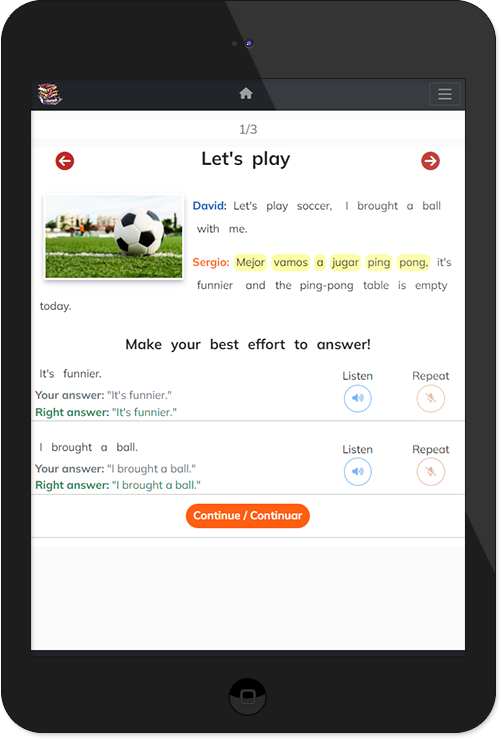 1/3
Let's play
David: Let's play soccer, I brought a ball
with me.
Sergio: Mejor vamos a jugar ping pong, it's
funnier and the ping-pong table is empty
today.
Make your best effort to answer!
It's funnier.
Listen Repeat
Your answer: "It's funnier."
Right answer: "It's funnier."
I brought a ball.
Listen Repeat
Your answer: "I brought a ball."
Right answer: "I brought a ball."
Continue / Continuar